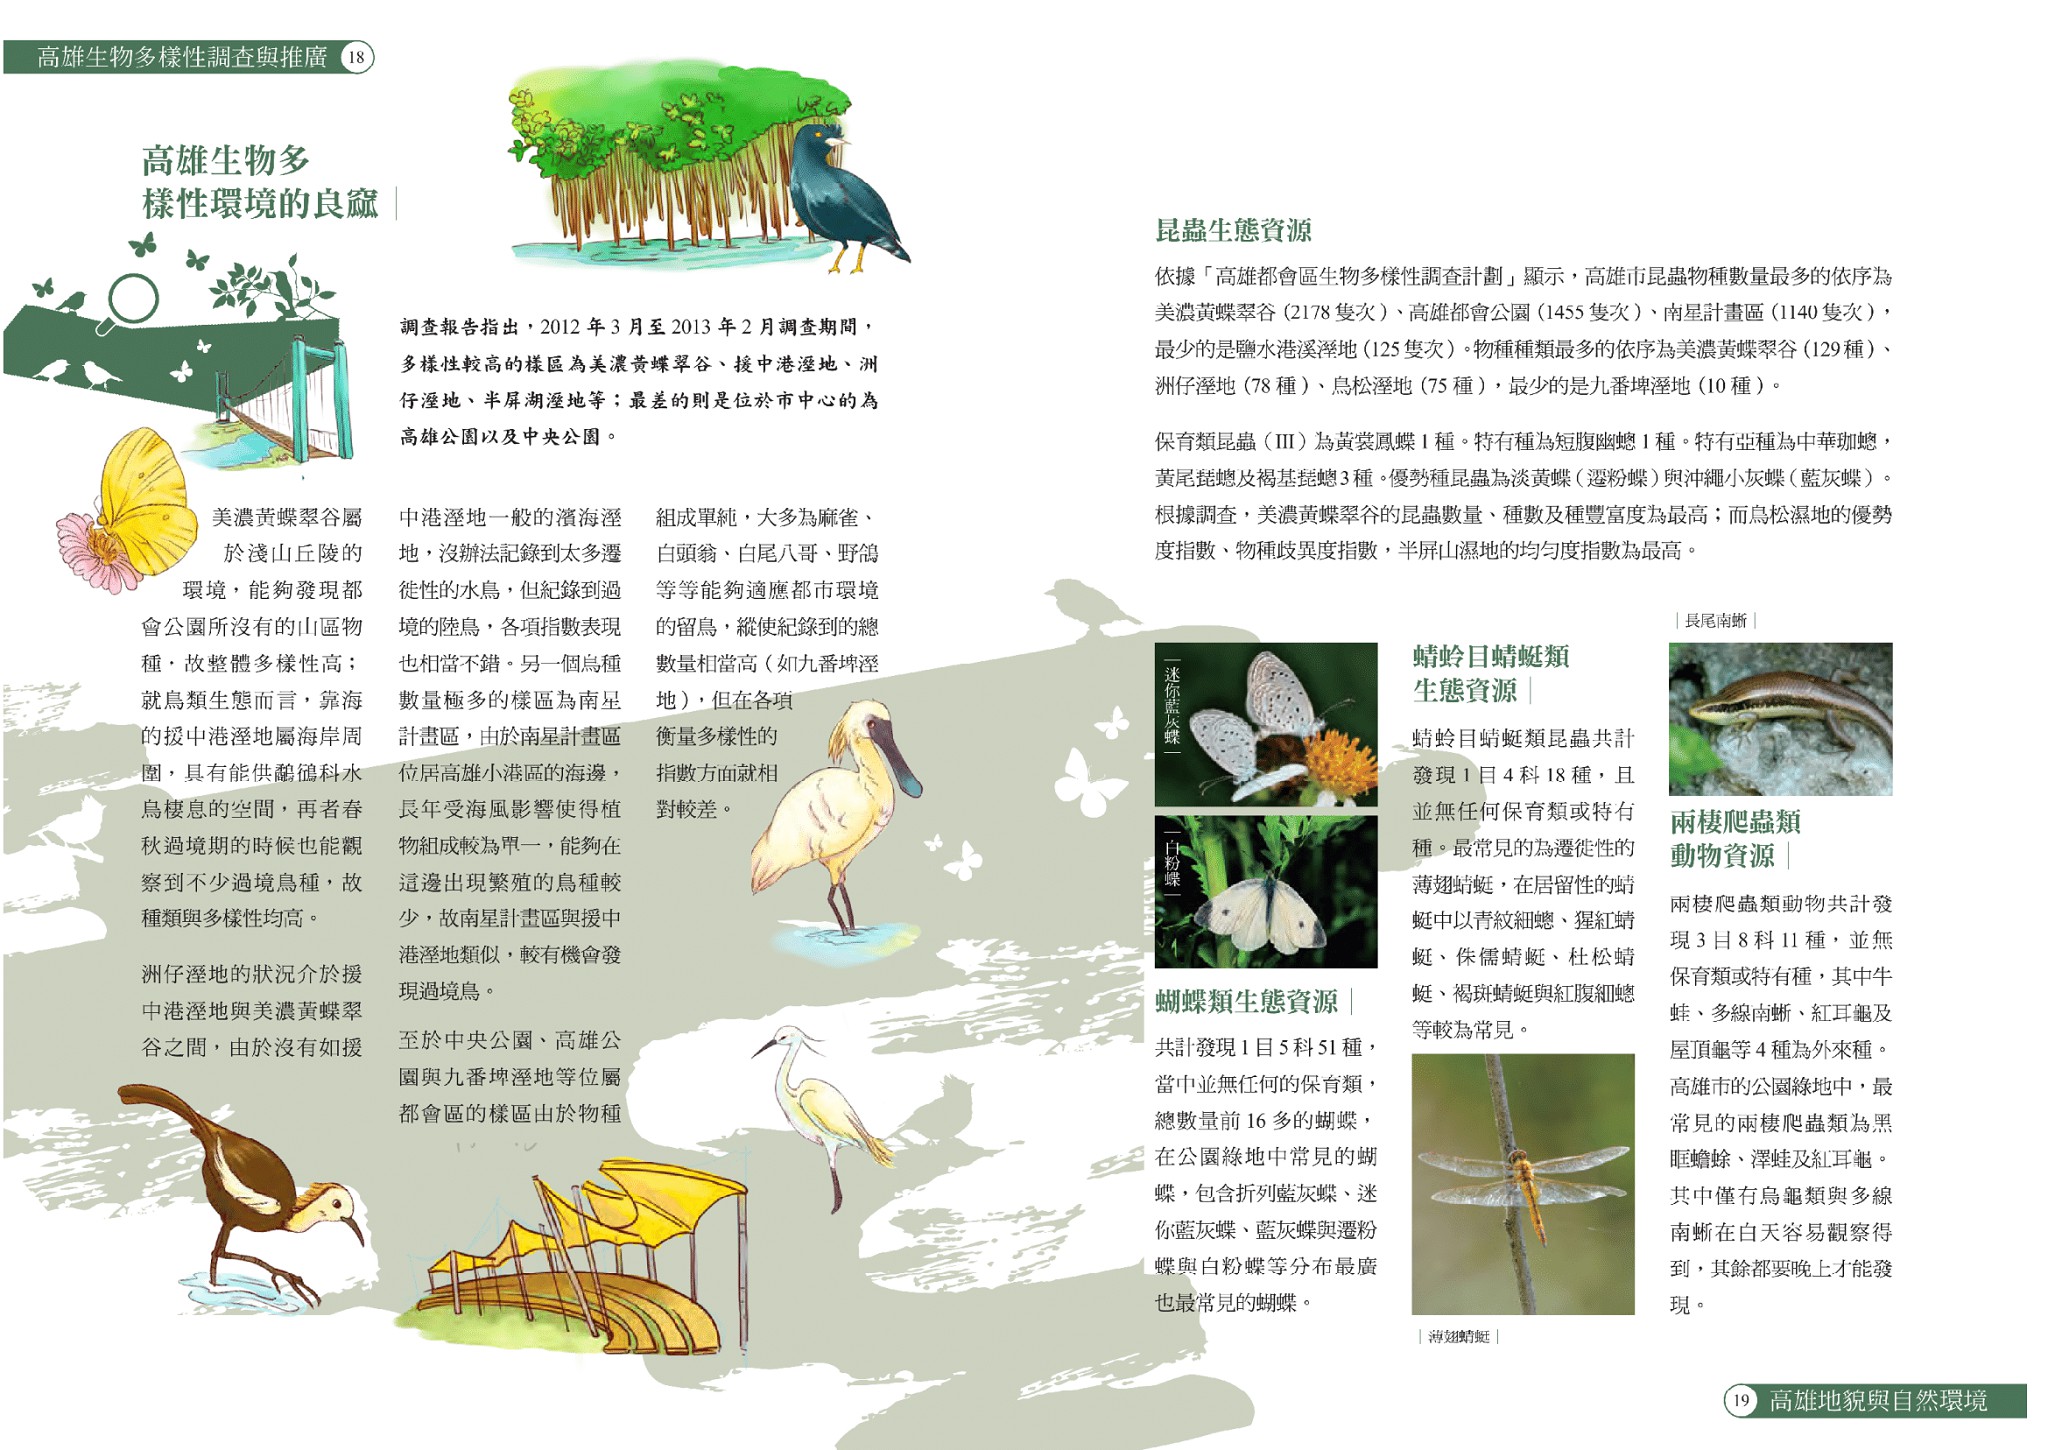 高雄生物多樣性調查與推廣 18
高雄生物多
樣性環境的良窳
調查報告指出，2012 年 3 月至 2013 年 2 月調查期間，
多樣性較高的樣區為美濃黃蝶翠谷、援中港溼地、洲
仔溼地、半屏湖溼地等；最差的則是位於市中心的為
高雄公園以及中央公園。
美濃黃蝶翠谷屬
於淺山丘陵的
環境，能夠發現都
會公園所沒有的山區物
種，故整體多樣性高；
就鳥類生態而言，靠海
的援中港溼地屬海岸周
圍，具有能供鷸鴴科水
鳥棲息的空間，再者春
秋過境期的時候也能觀
察到不少過境鳥種，故
種類與多樣性均高。
洲仔溼地的狀況介於援
中港溼地與美濃黃蝶翠
谷之間，由於沒有如援
中港溼地一般的濱海溼
地，沒辦法記錄到太多遷
徙性的水鳥，但紀錄到過
境的陸鳥，各項指數表現
也相當不錯。另一個鳥種
數量極多的樣區為南星
計畫區，由於南星計畫區
位居高雄小港區的海邊，
長年受海風影響使得植
物組成較為單一，能夠在
這邊出現繁殖的鳥種較
少，故南星計畫區與援中
港溼地類似，較有機會發
現過境鳥。
至於中央公園、高雄公
園與九番埤溼地等位屬
都會區的樣區由於物種
組成單純，大多為麻雀、
白頭翁、白尾八哥、野鴿
等等能夠適應都市環境
的留鳥，縱使紀錄到的總
數量相當高（如九番埤溼
地），但在各項
衡量多樣性的
指數方面就相
對較差。
昆蟲生態資源
依據「高雄都會區生物多樣性調查計劃」顯示，高雄市昆蟲物種數量最多的依序為
美濃黃蝶翠谷（2178 隻次）、高雄都會公園（1455 隻次）、南星計畫區（1140 隻次），
最少的是鹽水港溪溼地（125 隻次）。物種種類最多的依序為美濃黃蝶翠谷（129 種）、
洲仔溼地（78 種）、鳥松溼地（75 種），最少的是九番埤溼地（10 種）。
保育類昆蟲（III）為黃裳鳳蝶 1 種。特有種為短腹幽蟌 1 種。特有亞種為中華珈蟌，
黃尾琵蟌及褐基琵蟌 3 種。優勢種昆蟲為淡黃蝶（遷粉蝶）與沖繩小灰蝶（藍灰蝶）。
根據調查，美濃黃蝶翠谷的昆蟲數量、種數及種豐富度為最高；而鳥松濕地的優勢
度指數、物種歧異度指數，半屏山濕地的均勻度指數為最高。
迷你藍灰蝶
白粉蝶
蝴蝶類生態資源
共計發現 1 目 5 科 51 種，
當中並無任何的保育類，
總數量前 16 多的蝴蝶，
在公園綠地中常見的蝴
蝶，包含折列藍灰蝶、迷
你藍灰蝶、藍灰蝶與遷粉
蝶與白粉蝶等分布最廣
也最常見的蝴蝶。
蜻蛉目蜻蜓類
生態資源
蜻蛉目蜻蜓類昆蟲共計
發現 1 目 4 科 18 種，且
並無任何保育類或特有
種。最常見的為遷徙性的
薄翅蜻蜓，在居留性的蜻
蜓中以青紋細蟌、猩紅蜻
蜓、侏儒蜻蜓、杜松蜻
蜓、褐斑蜻蜓與紅腹細蟌
等較為常見。
薄翅蜻蜓
長尾南蜥
兩棲爬蟲類
動物資源
兩棲爬蟲類動物共計發
現 3 目 8 科 11 種，並無
保育類或特有種，其中牛
蛙、多線南蜥、紅耳龜及
屋頂龜等 4 種為外來種。
高雄市的公園綠地中，最
常見的兩棲爬蟲類為黑
眶蟾蜍、澤蛙及紅耳龜。
其中僅有烏龜類與多線
南蜥在白天容易觀察得
到，其餘都要晚上才能發
現。
19 高雄地貌與自然環境